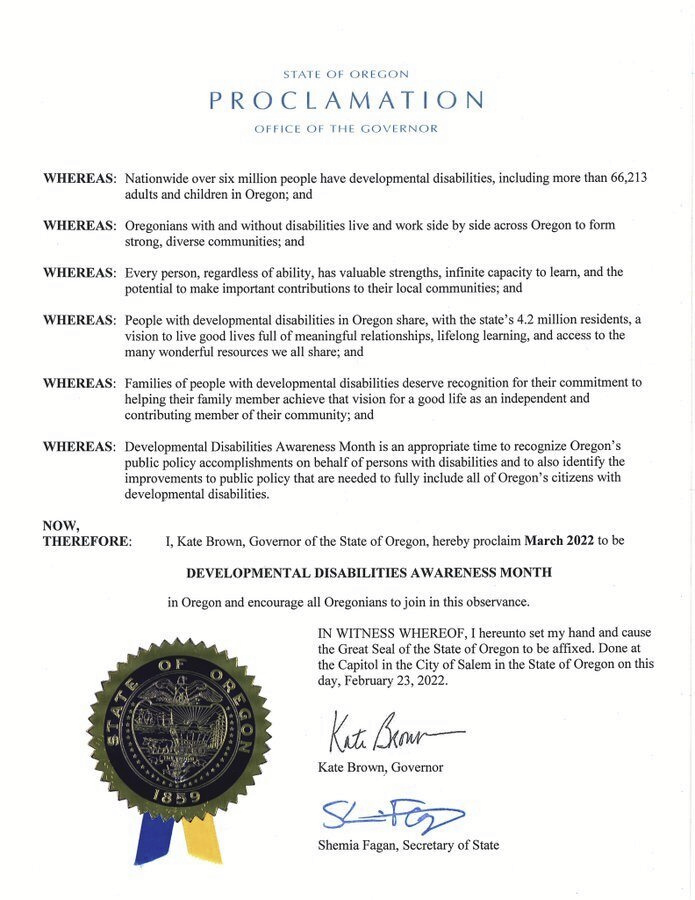 STATE OF OREGON
PROCLAMATION
OFFICE OF THE GOVERNOR
WHEREAS: Nationwide over six million people have developmental disabilities, including more than 66,213
adults and children in Oregon; and
WHEREAS: Oregonians with and without disabilities live and work side by side across Oregon to form
strong, diverse communities; and
WHEREAS: Every person, regardless of ability, has valuable strengths, infinite capacity to learn, and the
potential to make important contributions to their local communities; and
WHEREAS: People with developmental disabilities in Oregon share, with the state's 4.2 million residents, a
vision to live good lives full of meaningful relationships, lifelong learning, and access to the
many wonderful resources we all share; and
WHEREAS: Families of people with developmental disabilities deserve recognition for their commitment to
helping their family member achieve that vision for a good life as an independent and
contributing member of their community; and
WHEREAS: Developmental Disabilities Awareness Month is an appropriate time to recognize Oregon's
public policy accomplishments on behalf of persons with disabilities and to also identify the
improvements to public policy that are needed to fully include all of Oregon's citizens with
developmental disabilities.
NOW,
THEREFORE: I, Kate Brown, Governor of the State of Oregon, hereby proclaim March 2022 to be
DEVELOPMENTAL DISABILITIES AWARENESS MONTH
in Oregon and encourage all Oregonians to join in this observance.
IN WITNESS WHEREOF, I hereunto set my hand and cause
the Great Seal of the State of Oregon to be affixed. Done at
the Capitol in the City of Salem in the State of Oregon on this
day, February 23, 2022.
STATE OF OREGON
1859
Kate Brown
Kate Brown, Governor
Shemia Fagan, Secretary of State